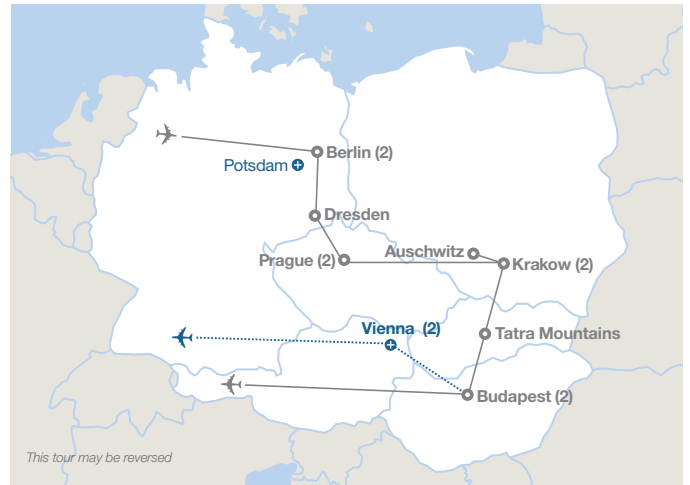 Berlin (2)
Potsdam
Dresden
Auschwitz
Prague (2)
Krakow (2)
Vienna (2)
Tatra Mountains
Budapest (2)
This tour may be reversed